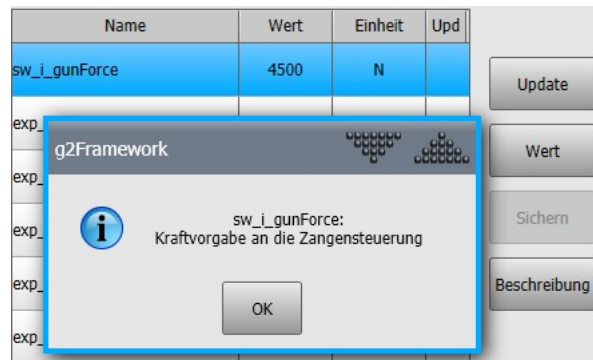 Name Wert Einheit Upd
sw_i_gunForce 4500 N
Update
exp_
g2Framework
Wert
exp_
sw_i_gunForce:
Kraftvorgabe an die Zangensteuerung
Sichern
exp_
exp_
Beschreibung
OK
exp_